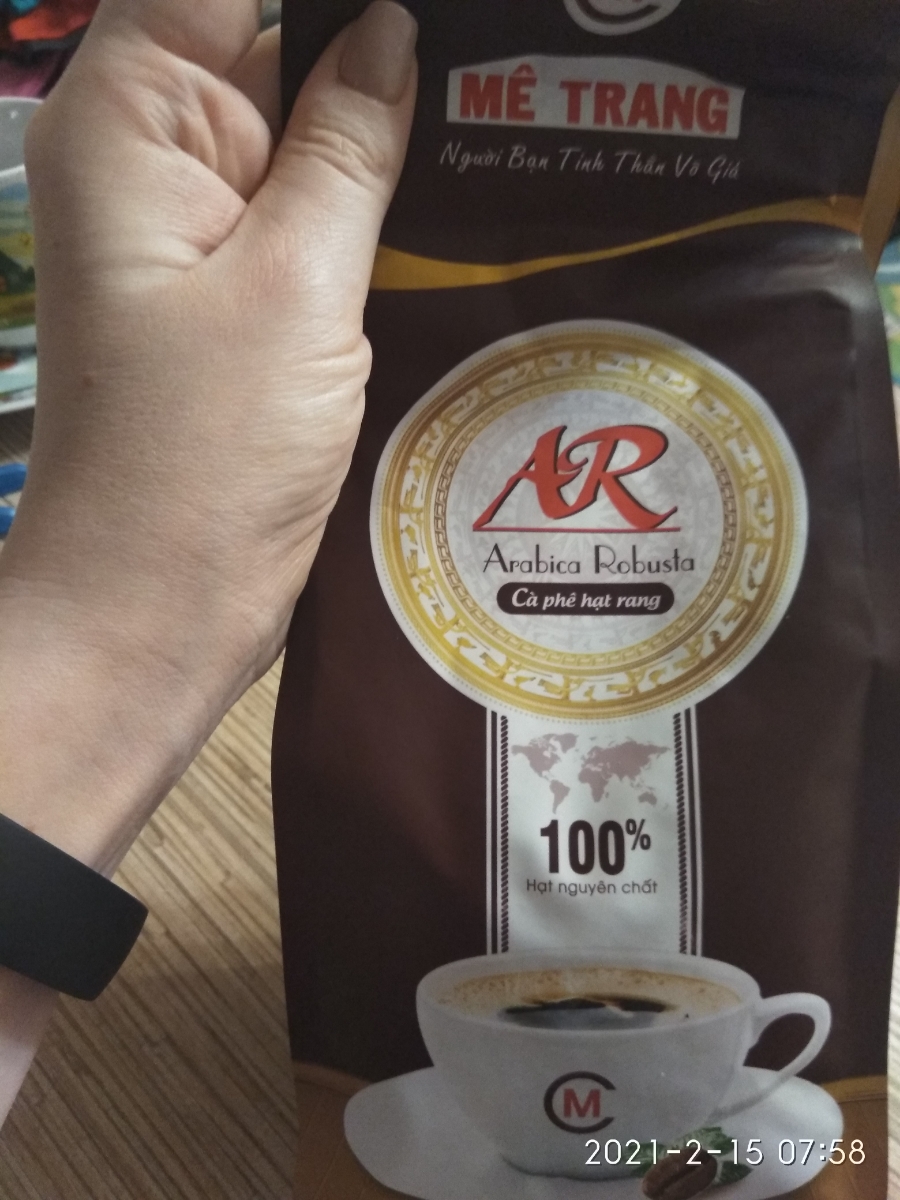 MÊ TRANG
Người Bạn Tinh Thần Vô Giá
AR
Arabica Robusta
Cà phê hạt rang
100%
Hạt nguyên chất
MC
2021-2-15 07:58